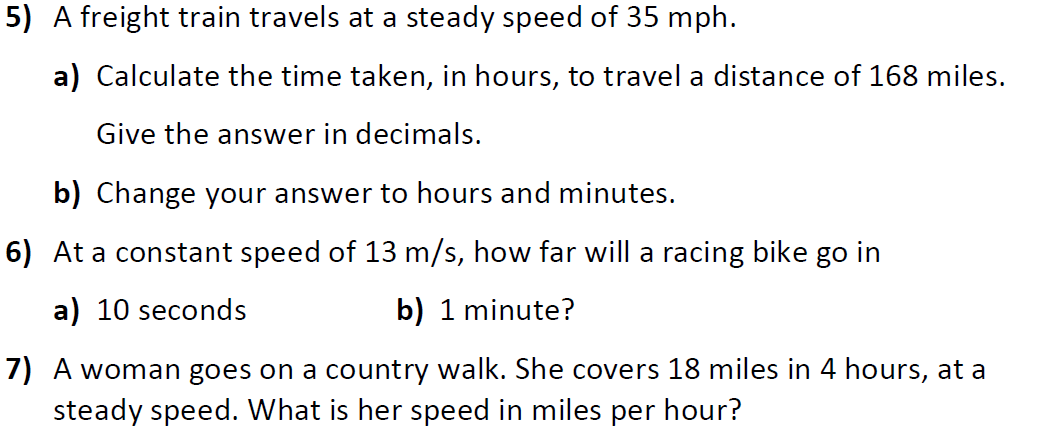 5) A freight train travels at a steady speed of 35 mph.
a) Calculate the time taken, in hours, to travel a distance of 168 miles.
Give the answer in decimals.
b) Change your answer to hours and minutes.
6) At a constant speed of 13 m/s, how far will a racing bike go in
a) 10 seconds b) 1 minute?
7) A woman goes on a country walk. She covers 18 miles in 4 hours, at a
steady speed. What is her speed in miles per hour?